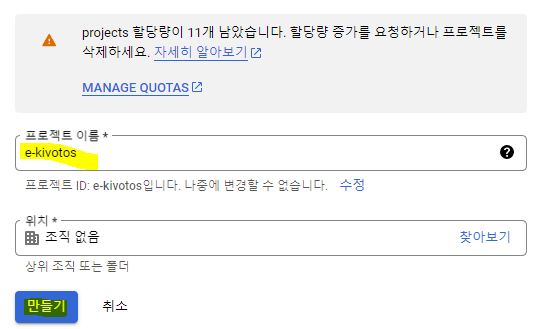 projects 할당량이 11개 남았습니다. 할당량 증가를 요청하거나 프로젝트를
삭제하세요. 자세히 알아보기
MANAGE QUOTAS
프로젝트 이름 *
e-kivotos
프로젝트 ID: e-kivotos입니다. 나중에 변경할 수 없습니다. 수정
위치 *
조직 없음 찾아보기
상위 조직 또는 폴더
만들기 취소